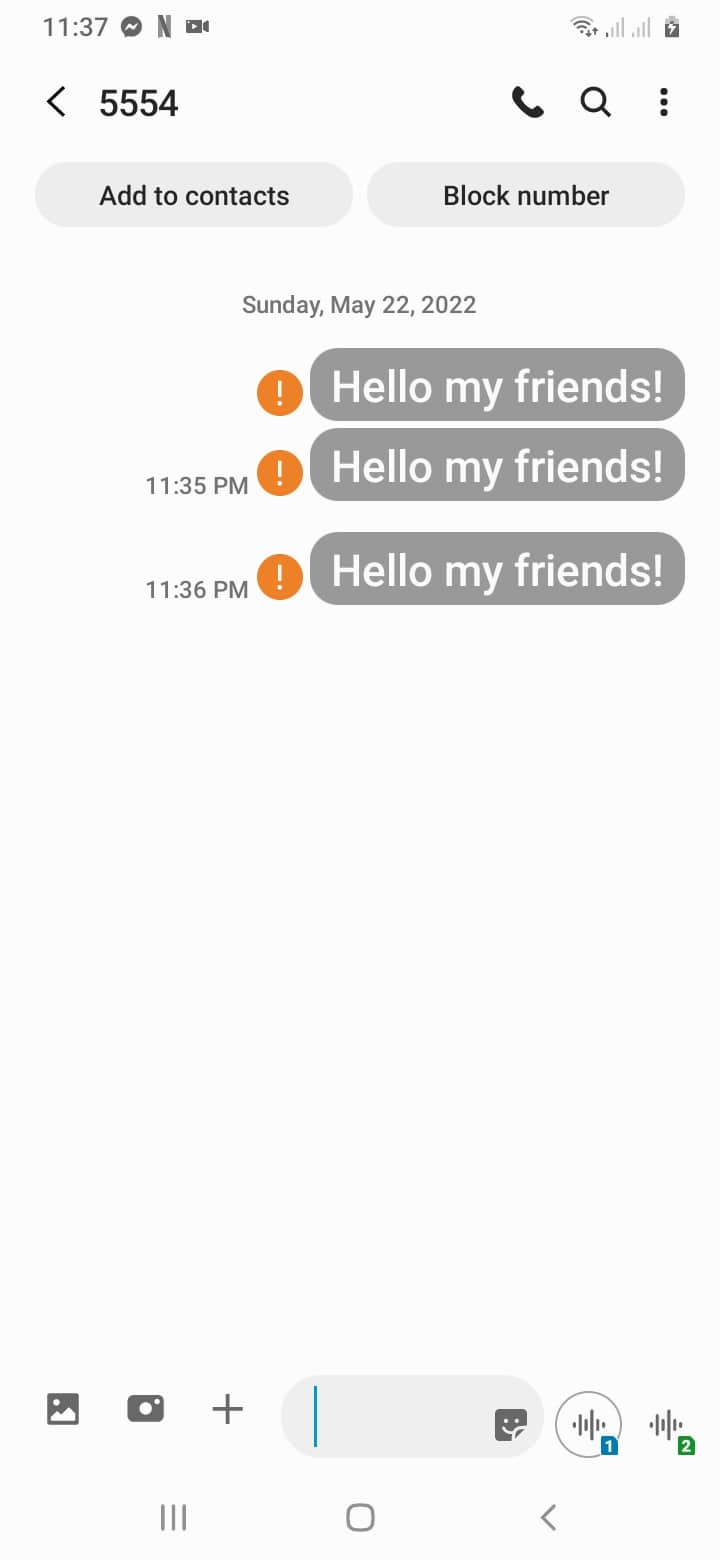 11:37
5554
Add to contacts
Block number
Sunday, May 22, 2022
! Hello my friends!
11:35 PM ! Hello my friends!
11:36 PM ! Hello my friends!
1
2